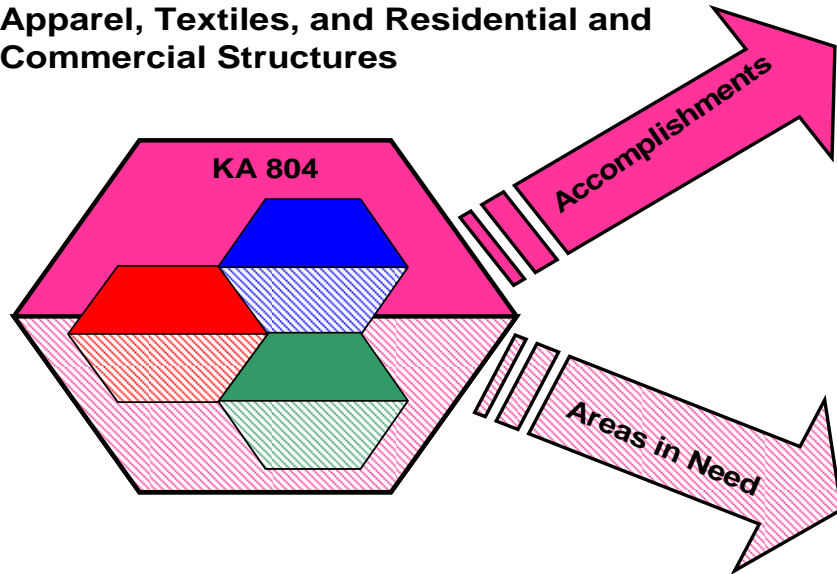 Apparel, Textiles, and Residential and
Commercial Structures
KA 804
Accomplishments
Areas in Need